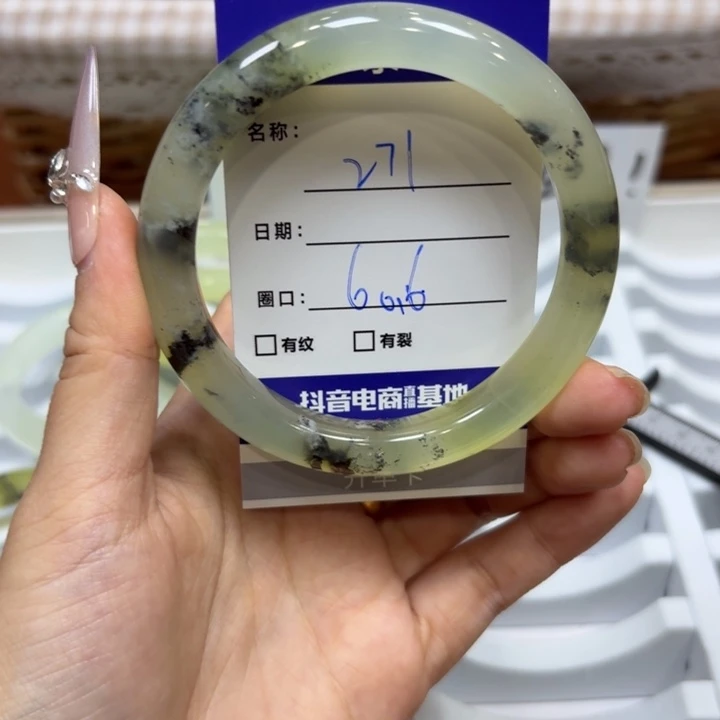 名称：271
日期：
圈口：60.6
□有纹 □有裂
抖音电商直播基地